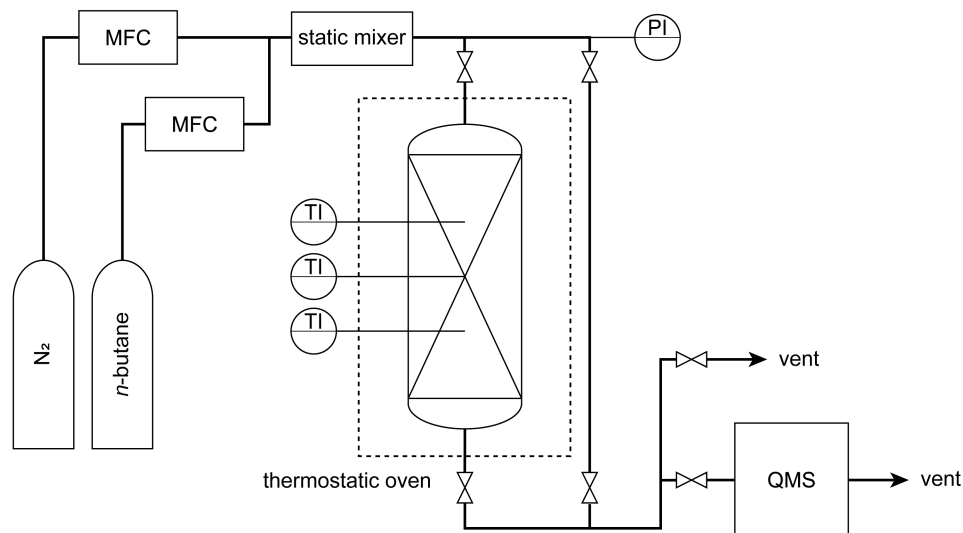 MFC
static mixer
PI
MFC
TI
TI
TI
N₂
n-butane
vent
thermostatic oven
QMS
vent